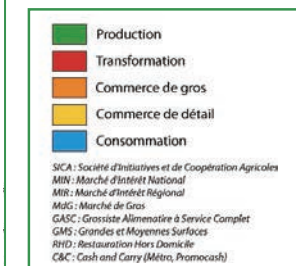 Production
Transformation
Commerce de gros
Commerce de détail
Consommation
SICA : Société d'Initiatives et de Coopération Agricoles
MIN : Marché d'Intérêt National
MIR : Marché d'Intérêt Régional
MdG : Marché de Gros
GASC : Grossiste Alimenatire à Service Complet
GMS : Grandes et Moyennes Surfaces
RHD : Restauration Hors Domicile
C&C : Cash and Carry (Métro, Promocash)